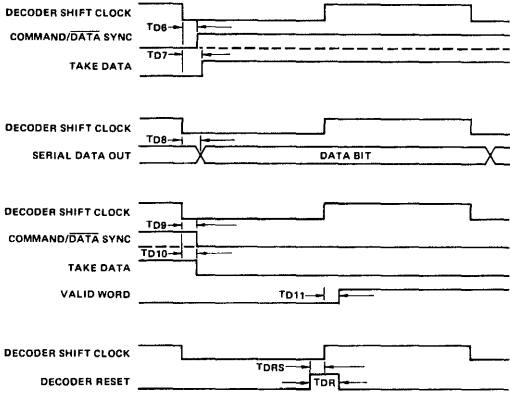 DECODER SHIFT CLOCK
TD6
COMMAND/DATA SYNC
TD7
TAKE DATA
DECODER SHIFT CLOCK
TD8
SERIAL DATA OUT
DATA BIT
DECODER SHIFT CLOCK
TD9
COMMAND/DATA SYNC
TD10
TAKE DATA
VALID WORD
TD11
DECODER SHIFT CLOCK
TDRS
DECODER RESET
TDR